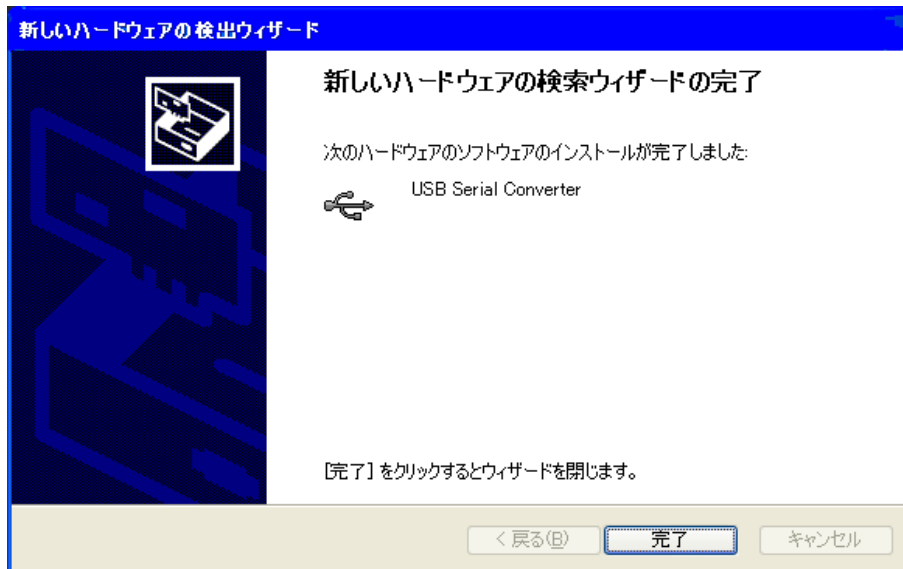 新しいハードウェアの検出ウィザード
新しいハードウェアの検索ウィザードの完了
次のハードウェアのソフトウェアのインストールが完了しました:
USB Serial Converter
[完了] をクリックするとウィザードを閉じます。
< 戻る(B)
完了
キャンセル